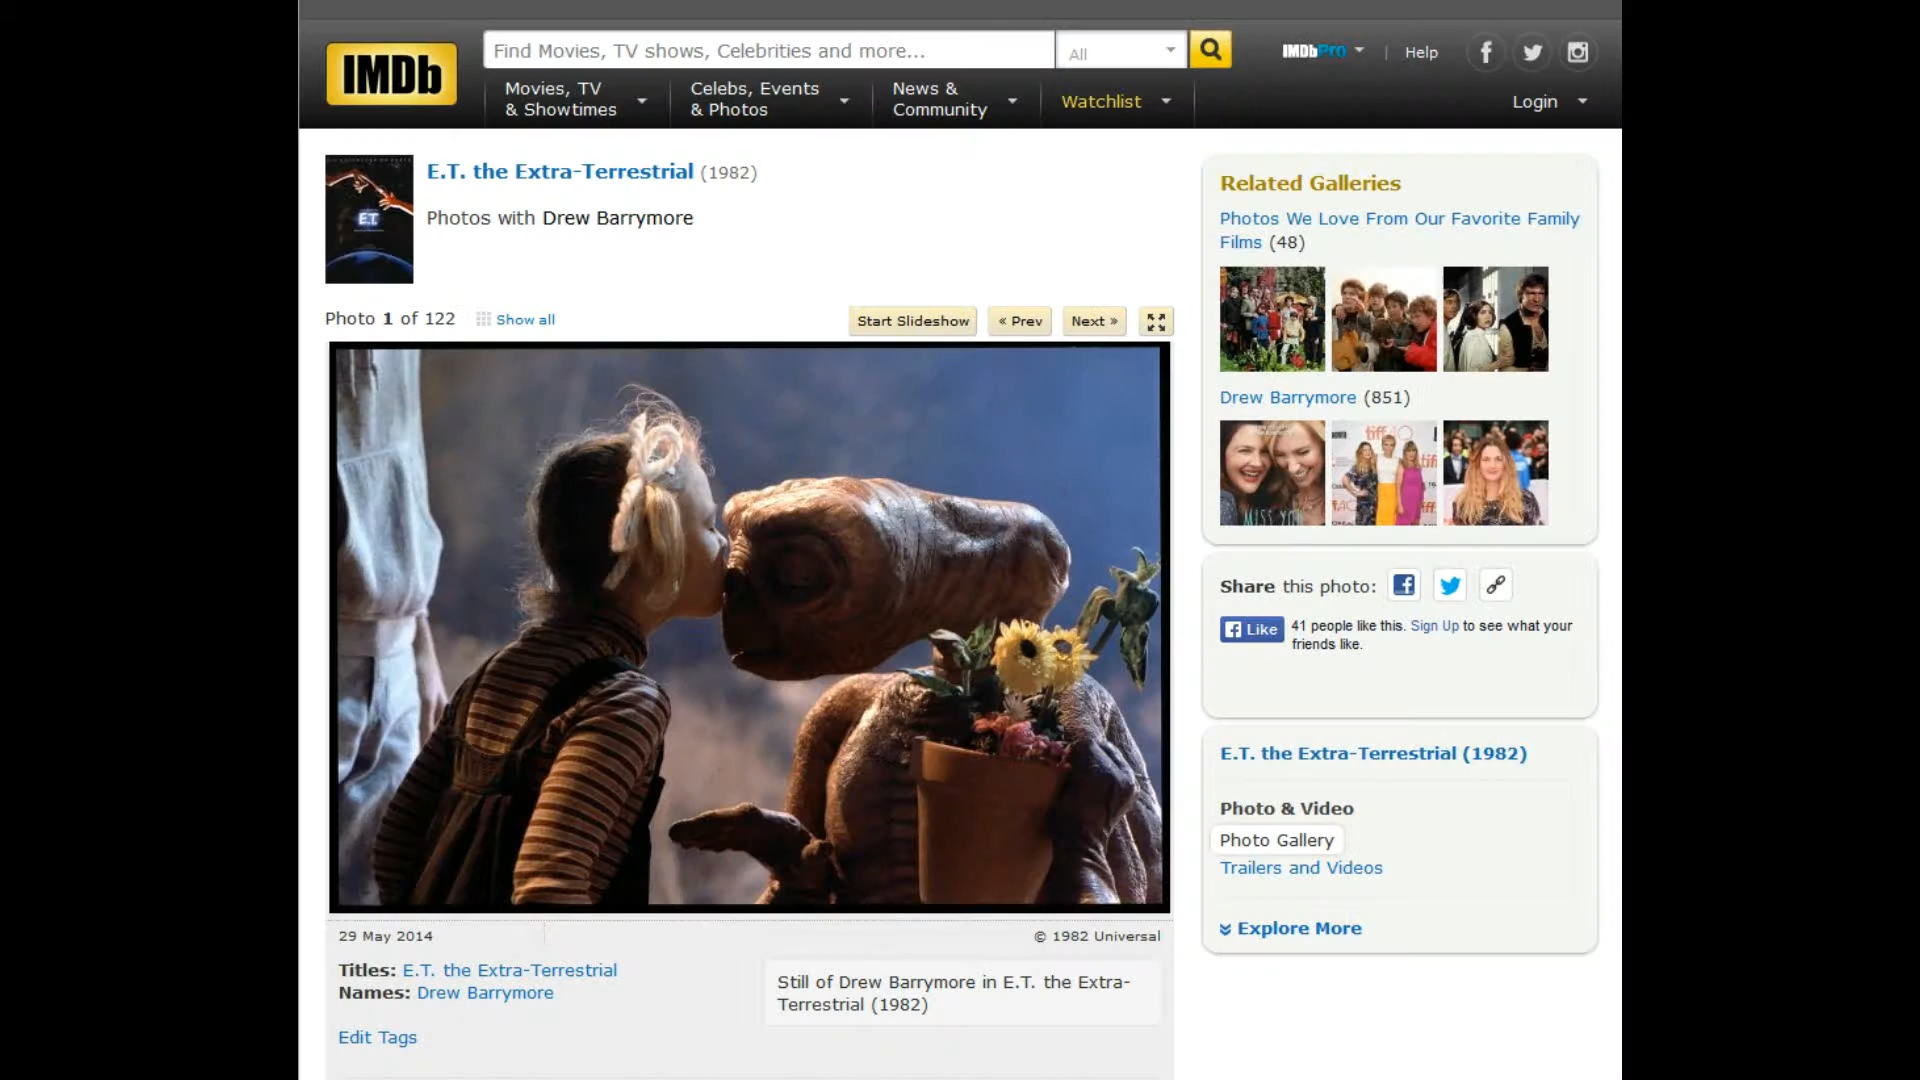 IMDb
Find Movies, TV shows, Celebrities and more...
All
IMDbPro
Help
Movies, TV
& Showtimes
Celebs, Events
& Photos
News &
Community
Watchlist
Login
E.T. the Extra-Terrestrial (1982)
Photos with Drew Barrymore
E.T.
Photo 1 of 122
Show all
Start Slideshow
« Prev
Next »
29 May 2014
© 1982 Universal
Titles: E.T. the Extra-Terrestrial
Names: Drew Barrymore
Still of Drew Barrymore in E.T. the Extra-
Terrestrial (1982)
Edit Tags
Related Galleries
Photos We Love From Our Favorite Family
Films (48)
Drew Barrymore (851)
MISS YOU
tiff
Share this photo:
Like
41 people like this. Sign Up to see what your
friends like.
E.T. the Extra-Terrestrial (1982)
Photo & Video
Photo Gallery
Trailers and Videos
Explore More